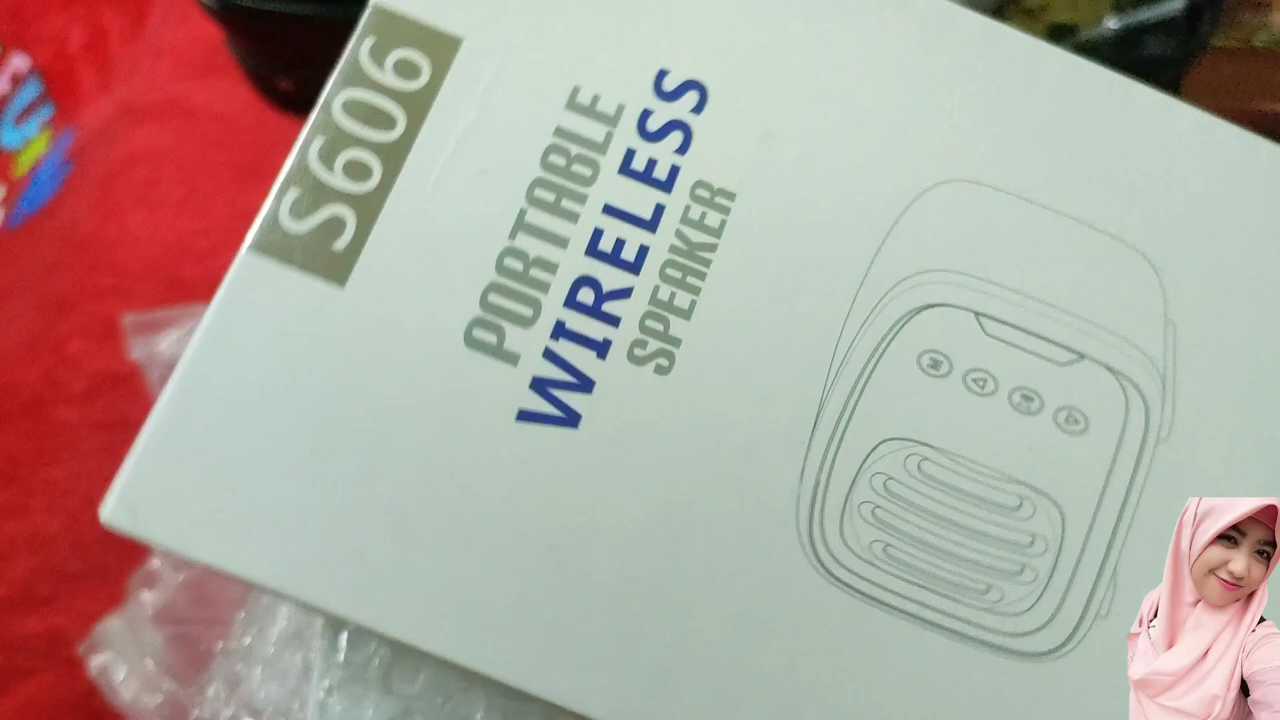 S606
PORTABLE
WIRELESS
SPEAKER
M